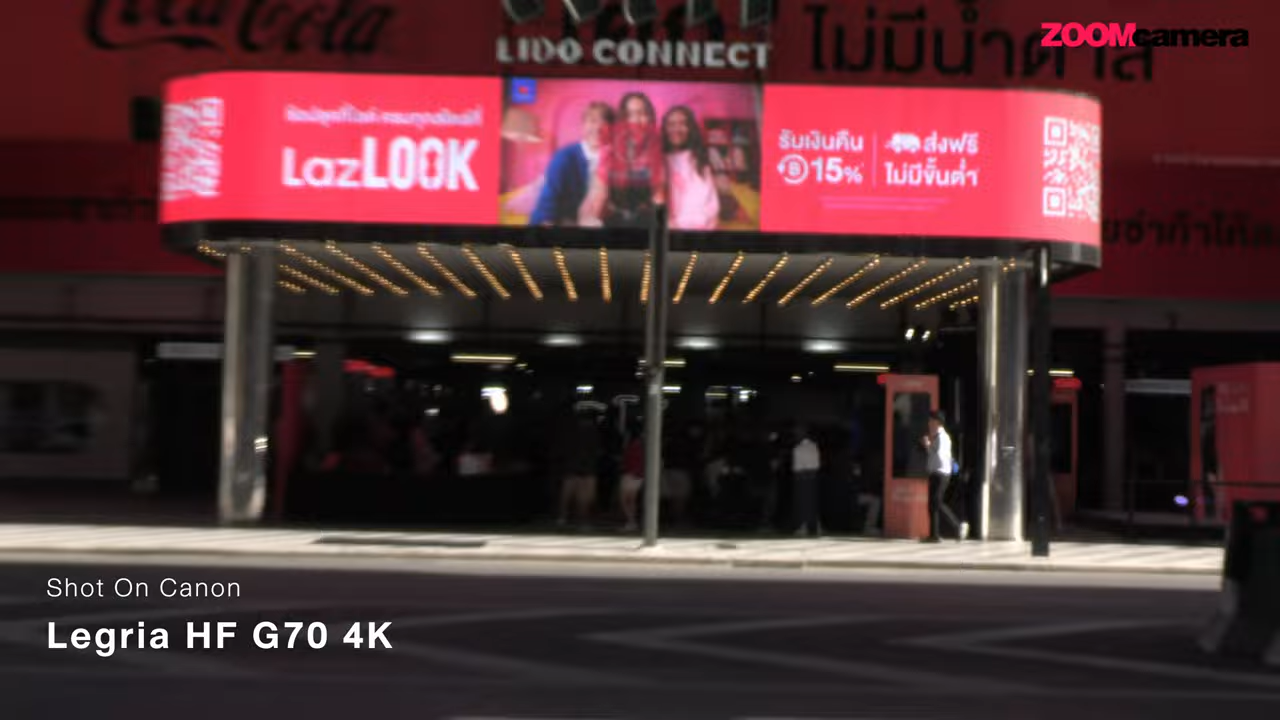 Coca-Cola
ไม่มีน้ำตาล
ZOOMcamera
LIDO CONNECT
LazLOOK
รับเงินคืน
15%
ส่งฟรี
ไม่มีขั้นต่ำ
Shot On Canon
Legria HF G70 4K